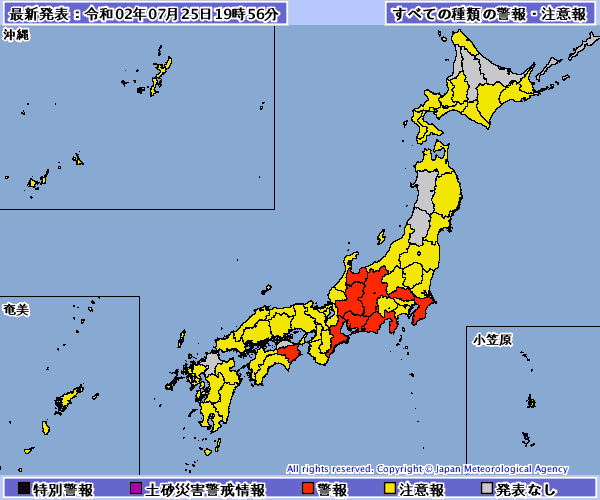 最新発表：令和02年07月25日19時56分
すべての種類の警報・注意報
沖縄
奄美
小笠原
All rights reserved. Copyright © Japan Meteorological Agency
特別警報 土砂災害警戒情報 警報 注意報 発表なし